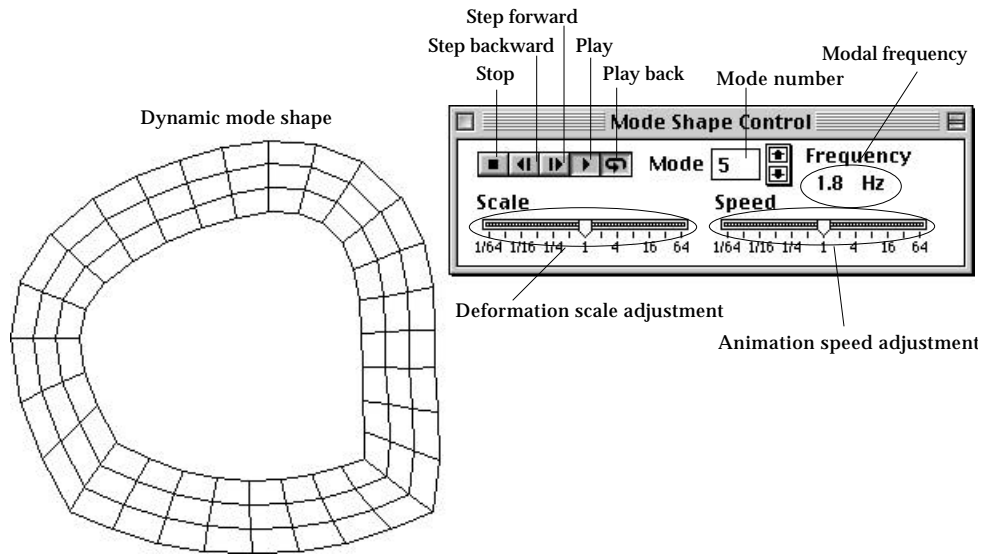 Step forward
Step backward
Play
Modal frequency
Stop
Play back
Mode number
Dynamic mode shape
Mode Shape Control
Mode 5
Frequency
1.8 Hz
Scale
Speed
1/64 1/16 1/4 1 4 16 64
1/64 1/16 1/4 1 4 16 64
Deformation scale adjustment
Animation speed adjustment